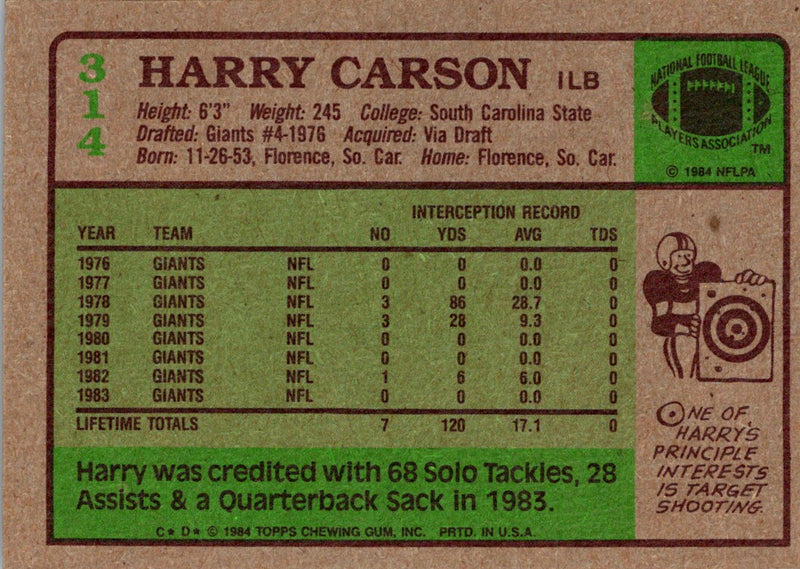 314
HARRY CARSON ILB
Height: 6'3" Weight: 245 College: South Carolina State
Drafted: Giants #4-1976 Acquired: Via Draft
Born: 11-26-53, Florence, So. Car. Home: Florence, So. Car.
NATIONAL FOOTBALL LEAGUE
PLAYERS ASSOCIATION
TM
© 1984 NFLPA
INTERCEPTION RECORD
YEAR TEAM NO YDS AVG TDS
1976 GIANTS NFL 0 0 0.0 0
1977 GIANTS NFL 0 0 0.0 0
1978 GIANTS NFL 3 86 28.7 0
1979 GIANTS NFL 3 28 9.3 0
1980 GIANTS NFL 0 0 0.0 0
1981 GIANTS NFL 0 0 0.0 0
1982 GIANTS NFL 1 6 6.0 0
1983 GIANTS NFL 0 0 0.0 0
LIFETIME TOTALS 7 120 17.1 0
Harry was credited with 68 Solo Tackles, 28
Assists & a Quarterback Sack in 1983.
C★ D★ © 1984 TOPPS CHEWING GUM, INC. PRTD. IN U.S.A.
ONE OF
HARRY'S
PRINCIPLE
INTERESTS
IS TARGET
SHOOTING.